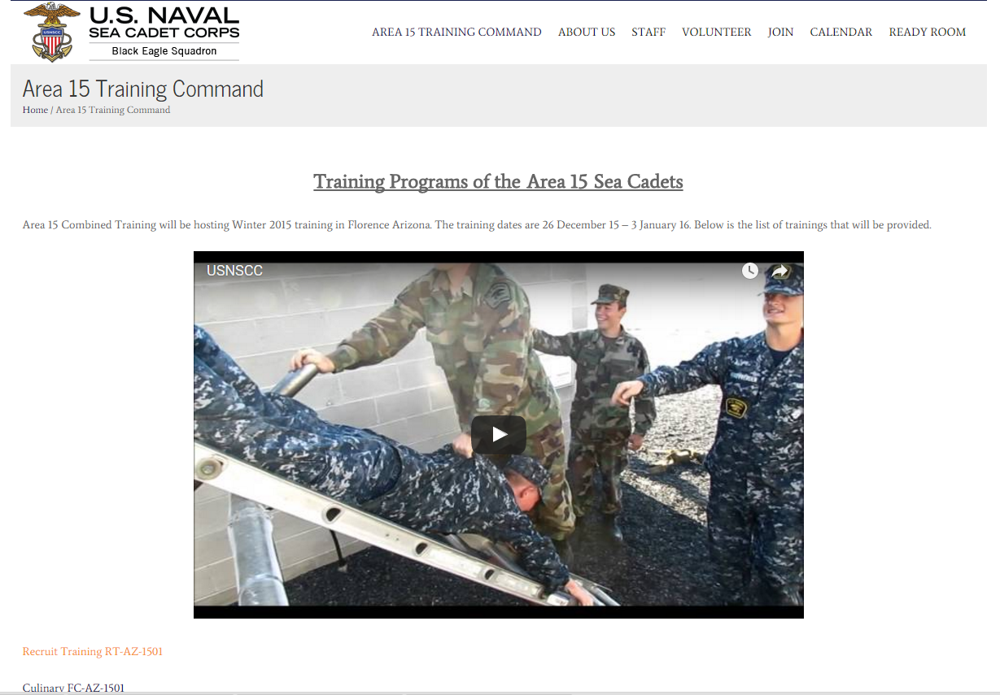 U.S. NAVAL
SEA CADET CORPS
USNSCC
Black Eagle Squadron
AREA 15 TRAINING COMMAND ABOUT US STAFF VOLUNTEER JOIN CALENDAR READY ROOM
Area 15 Training Command
Home / Area 15 Training Command
Training Programs of the Area 15 Sea Cadets
Area 15 Combined Training will be hosting Winter 2015 training in Florence Arizona. The training dates are 26 December 15 – 3 January 16. Below is the list of trainings that will be provided.
USNSCC
Recruit Training RT-AZ-1501
Culinary FC-AZ-1501